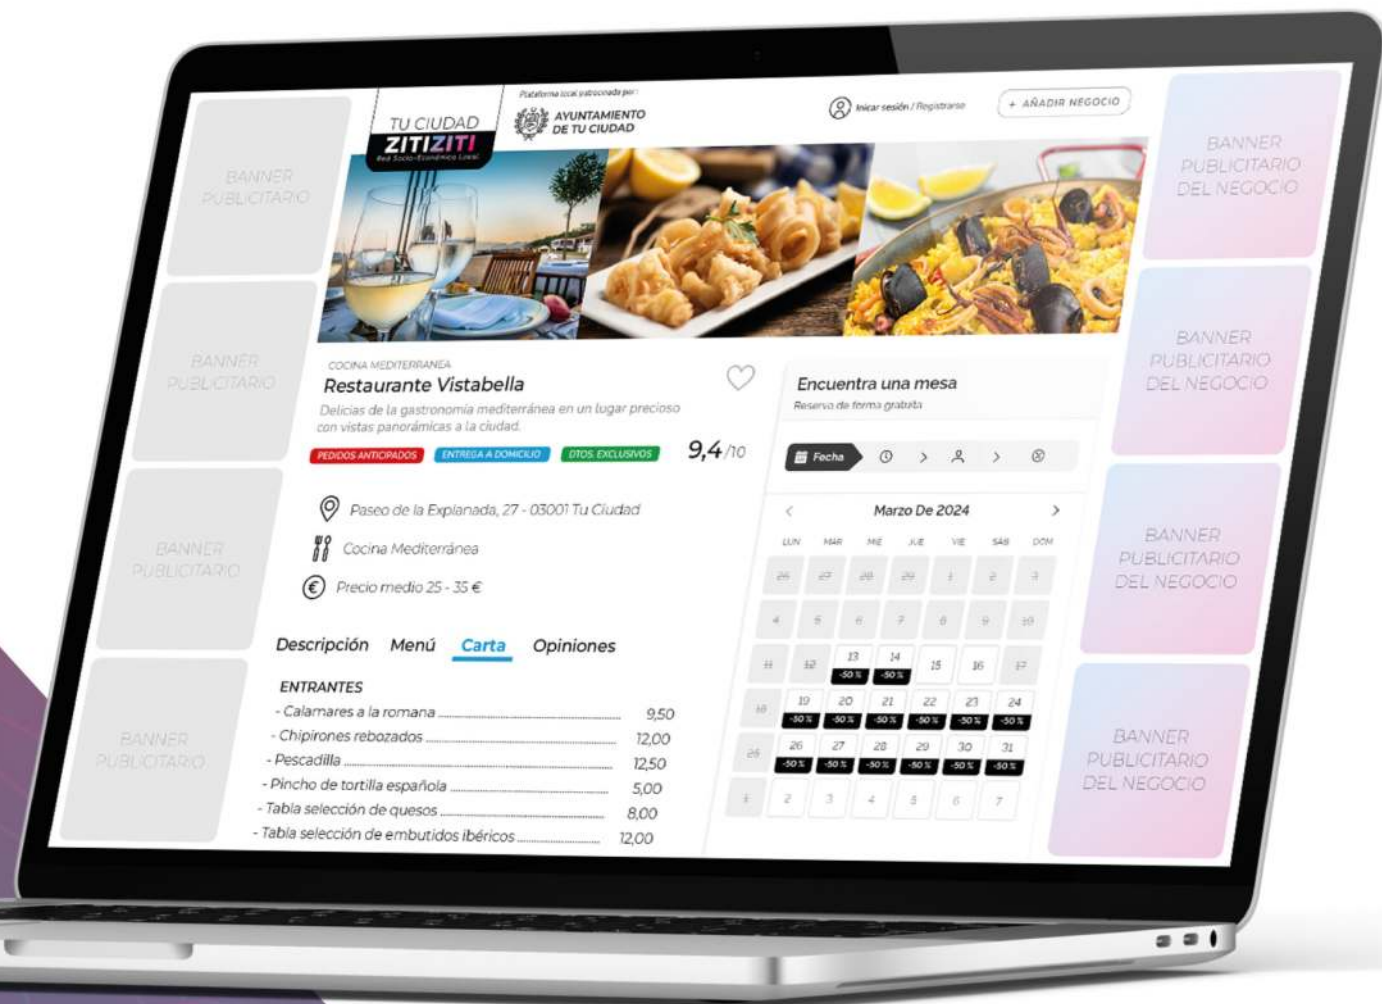 BANNER
PUBLICITARIO
TU CIUDAD
ZITIZITI
Red Socio-Económica Local
Plataforma local patrocinada por:
AYUNTAMIENTO
DE TU CIUDAD
Inicar sesión / Registrarse
+ AÑADIR NEGOCIO
BANNER
PUBLICITARIO
DEL NEGOCIO
BANNER
PUBLICITARIO
BANNER
PUBLICITARIO
DEL NEGOCIO
COCINA MEDITERRANEA
Restaurante Vistabella
Delicias de la gastronomía mediterránea en un lugar precioso
con vistas panorámicas a la ciudad.
PEDIDOS ANTICIPADOS ENTREGA A DOMICILIO DTOS. EXCLUSIVOS 9,4/10
Paseo de la Explanada, 27 - 03001 Tu Ciudad
Cocina Mediterránea
€ Precio medio 25 - 35 €
Descripción Menú Carta Opiniones
ENTRANTES
- Calamares a la romana 9,50
- Chipirones rebozados 12,00
- Pescadilla 12,50
- Pincho de tortilla española 5,00
- Tabla selección de quesos 8,00
- Tabla selección de embutidos ibéricos 12,00
Encuentra una mesa
Reserva de forma gratuita
Fecha > >
< Marzo De 2024 >
LUN MAR MIE JUE VIE SÁB DOM
26 27 28 29 1 2 3
4 5 6 7 8 9 10
11 12 13 14 15 16 17
-50 % -50 %
18 19 20 21 22 23 24
-50 % -50 % -50 % -50 % -50 % -50 %
25 26 27 28 29 30 31
-50 % -50 % -50 % -50 % -50 % -50 %
1 2 3 4 5 6 7
BANNER
PUBLICITARIO
BANNER
PUBLICITARIO
BANNER
PUBLICITARIO
DEL NEGOCIO
BANNER
PUBLICITARIO
DEL NEGOCIO